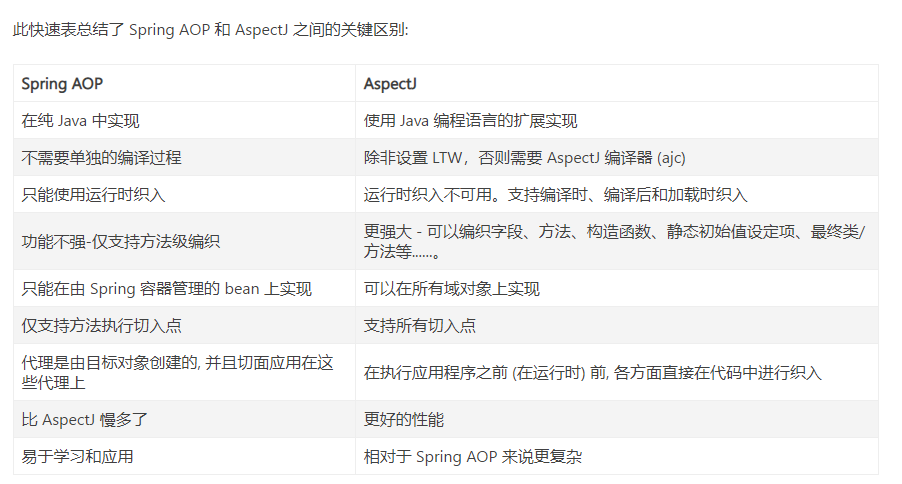 此快速表总结了 Spring AOP 和 AspectJ 之间的关键区别:
Spring AOP
AspectJ
在纯 Java 中实现
使用 Java 编程语言的扩展实现
不需要单独的编译过程
除非设置 LTW，否则需要 AspectJ 编译器 (ajc)
只能使用运行时织入
运行时织入不可用。支持编译时、编译后和加载时织入
功能不强-仅支持方法级编织
更强大 - 可以编织字段、方法、构造函数、静态初始值设定项、最终类/
方法等......。
只能在由 Spring 容器管理的 bean 上实现
可以在所有域对象上实现
仅支持方法执行切入点
支持所有切入点
代理是由目标对象创建的, 并且切面应用在这
些代理上
在执行应用程序之前 (在运行时) 前, 各方面直接在代码中进行织入
比 AspectJ 慢多了
更好的性能
易于学习和应用
相对于 Spring AOP 来说更复杂